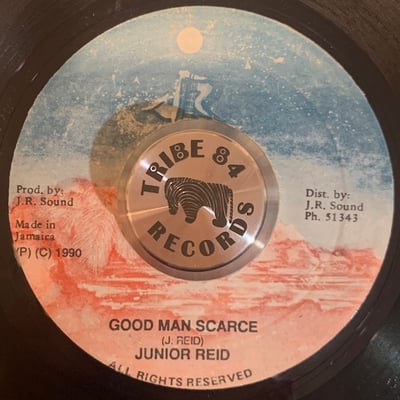 JR
TRIBE 84
RECORDS
Prod. by:
J.R. Sound
Made in
Jamaica
(P) (C) 1990
Dist. by:
J.R. Sound
Ph. 51343
GOOD MAN SCARCE
(J. REID)
JUNIOR REID
ALL RIGHTS RESERVED